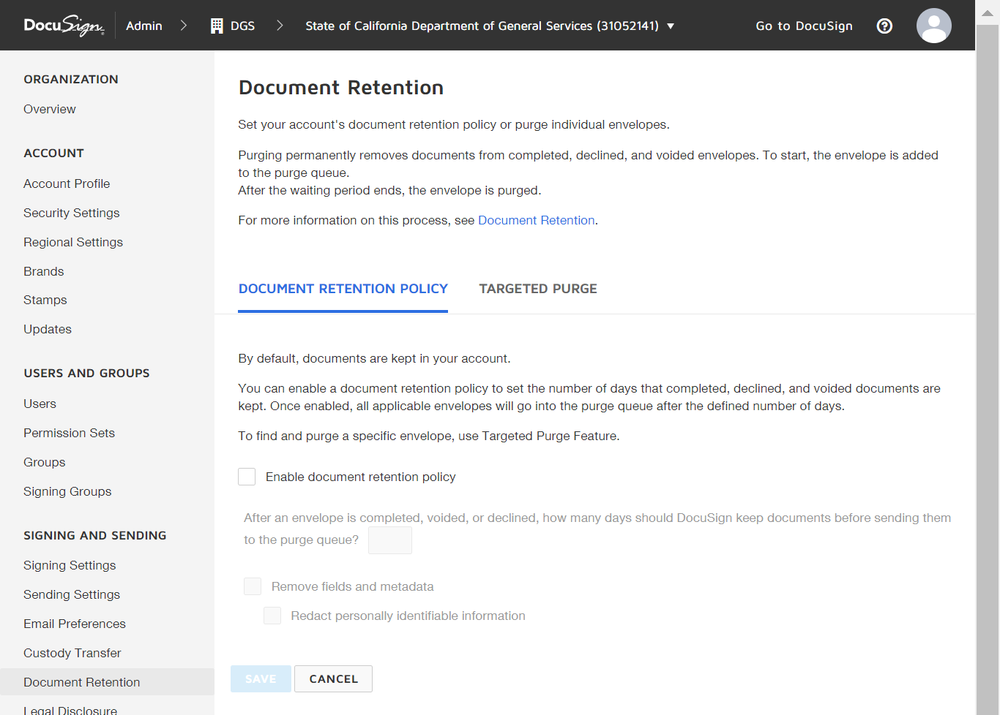 DocuSign
Admin
DGS
State of California Department of General Services (31052141)
Go to DocuSign
ORGANIZATION
Overview
ACCOUNT
Account Profile
Security Settings
Regional Settings
Brands
Stamps
Updates
USERS AND GROUPS
Users
Permission Sets
Groups
Signing Groups
SIGNING AND SENDING
Signing Settings
Sending Settings
Email Preferences
Custody Transfer
Document Retention
Legal Disclosure
Document Retention
Set your account's document retention policy or purge individual envelopes.
Purging permanently removes documents from completed, declined, and voided envelopes. To start, the envelope is added
to the purge queue.
After the waiting period ends, the envelope is purged.
For more information on this process, see Document Retention.
DOCUMENT RETENTION POLICY
TARGETED PURGE
By default, documents are kept in your account.
You can enable a document retention policy to set the number of days that completed, declined, and voided documents are
kept. Once enabled, all applicable envelopes will go into the purge queue after the defined number of days.
To find and purge a specific envelope, use Targeted Purge Feature.
Enable document retention policy
After an envelope is completed, voided, or declined, how many days should DocuSign keep documents before sending them
to the purge queue?
Remove fields and metadata
Redact personally identifiable information
SAVE
CANCEL